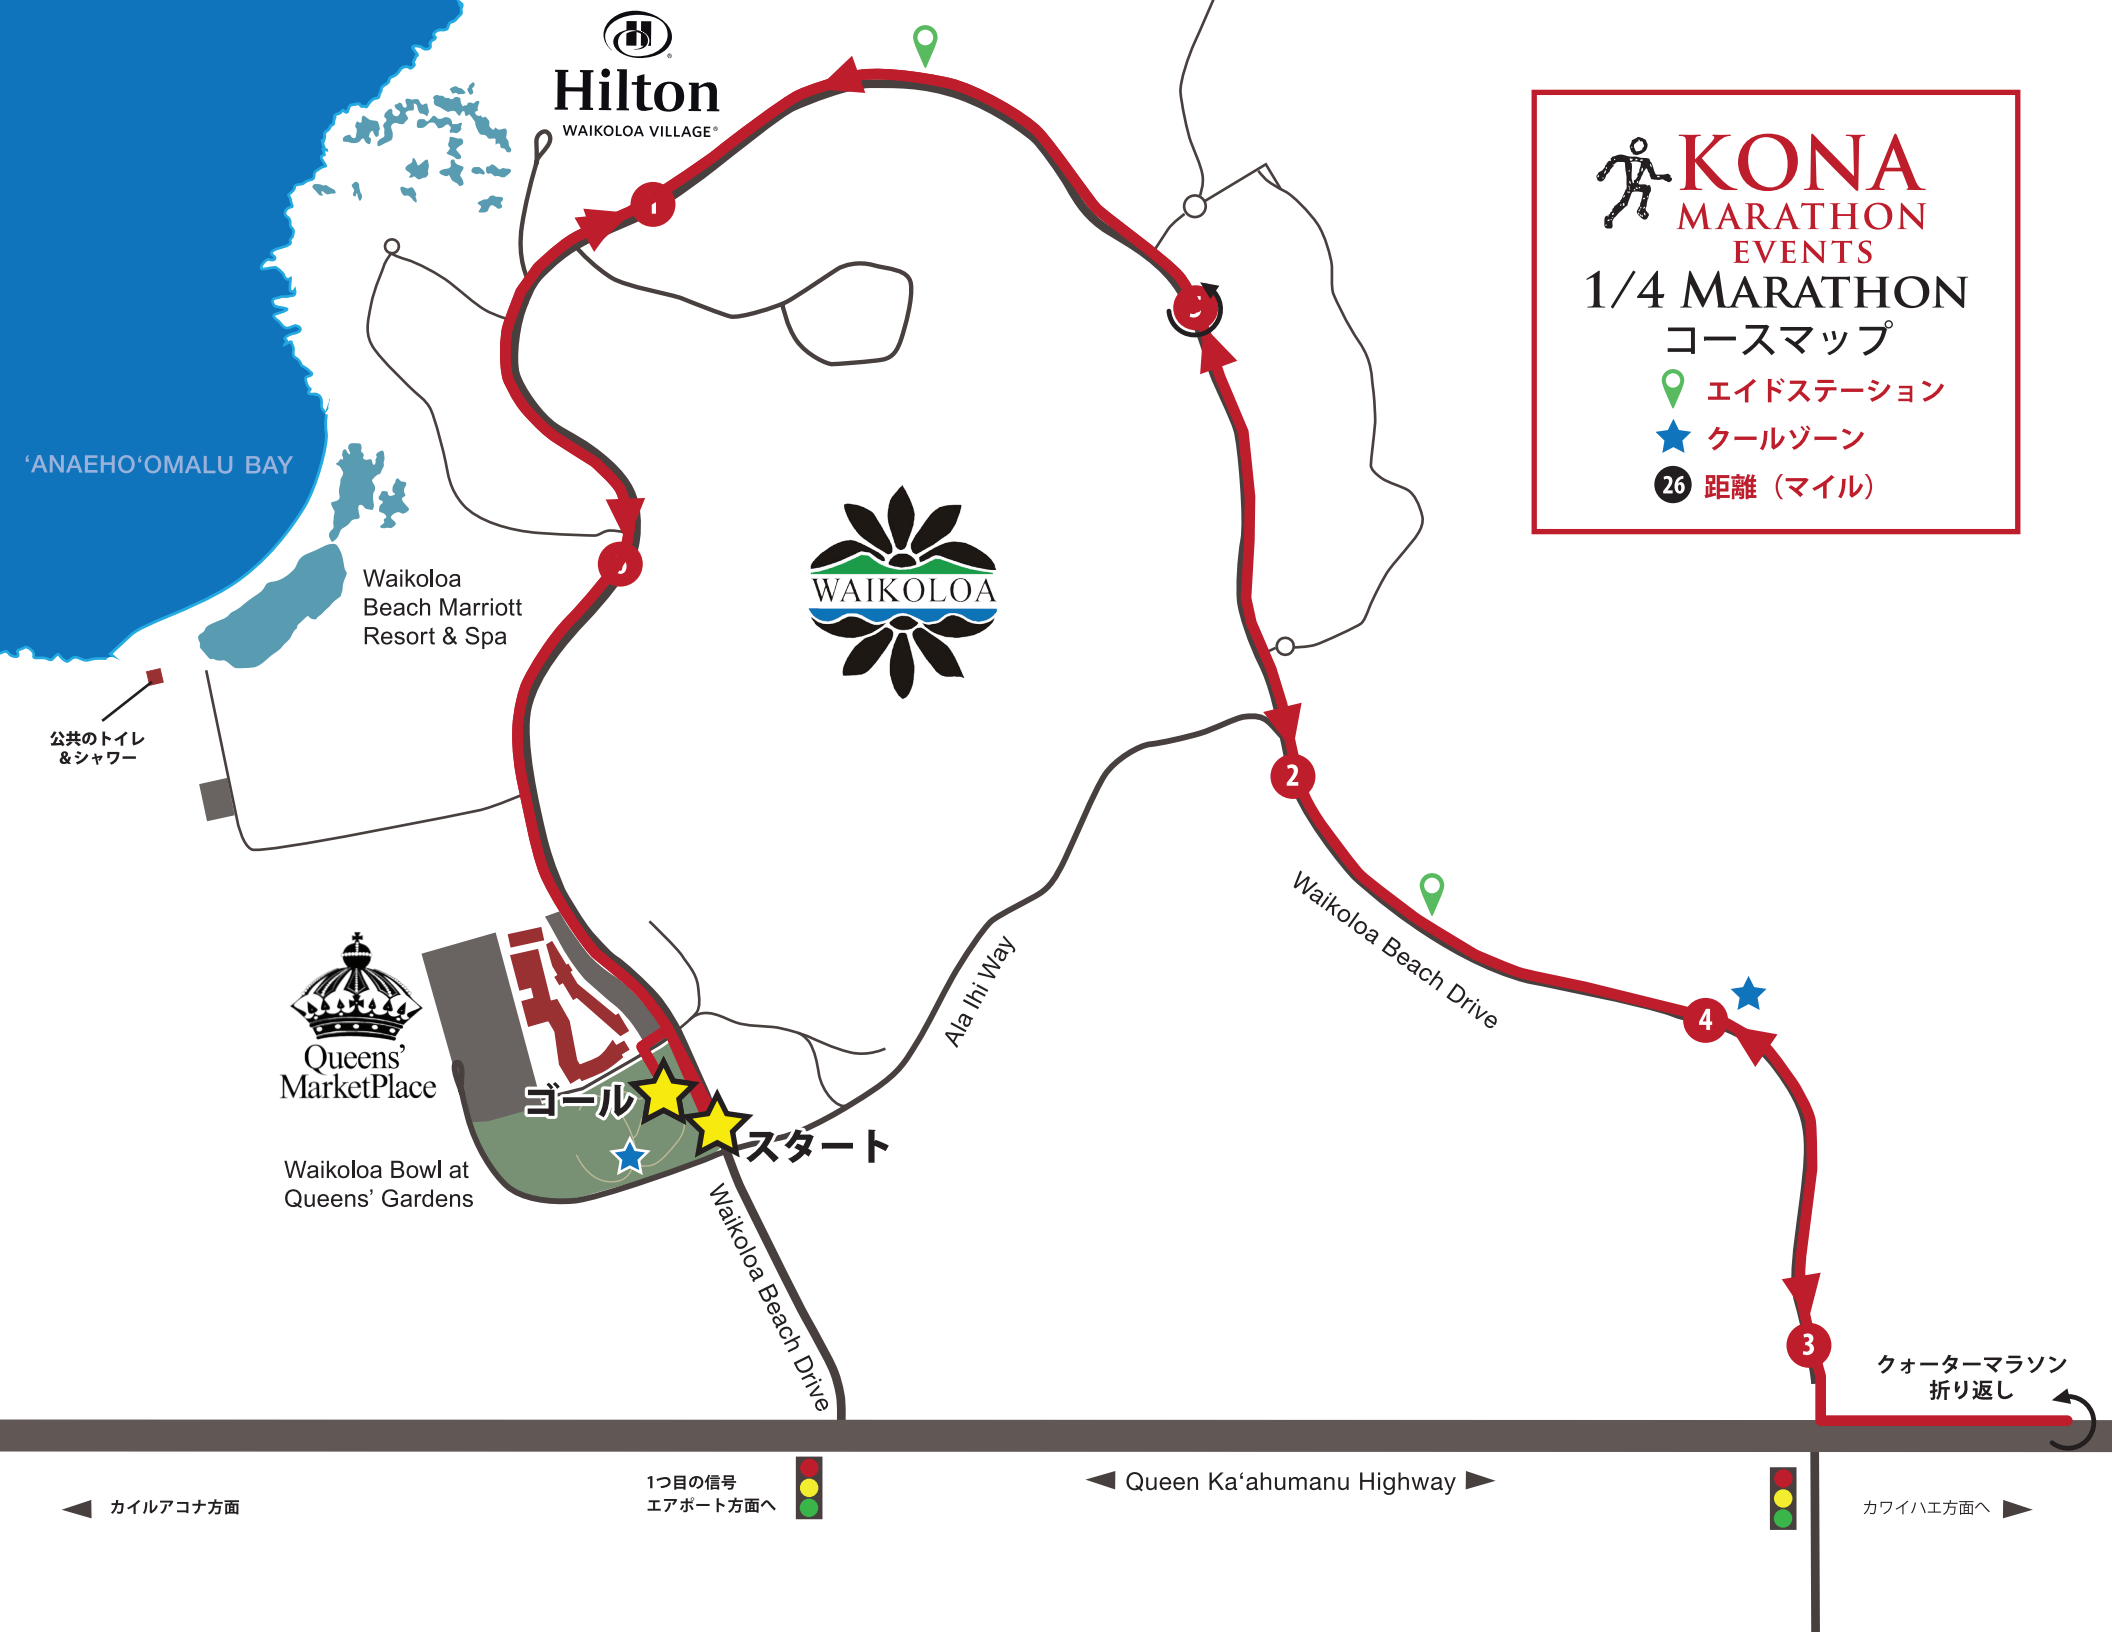 Hilton
WAIKOLOA VILLAGE®
KONA
MARATHON
EVENTS
1/4 MARATHON
コースマップ
エイドステーション
クールゾーン
26 距離（マイル）
1
'ANAEHO'OMALU BAY
Waikoloa
Beach Marriott
Resort & Spa
WAIKOLOA
公共のトイレ
&シャワー
2
Waikoloa Beach Drive
4
Ala Ihi Way
Queens'
MarketPlace
ゴール
スタート
Waikoloa Bowl at
Queens' Gardens
Waikoloa Beach Drive
3
クォーターマラソン
折り返し
カイルアコナ方面
1つ目の信号
エアポート方面へ
Queen Ka'ahumanu Highway
カワイハエ方面へ